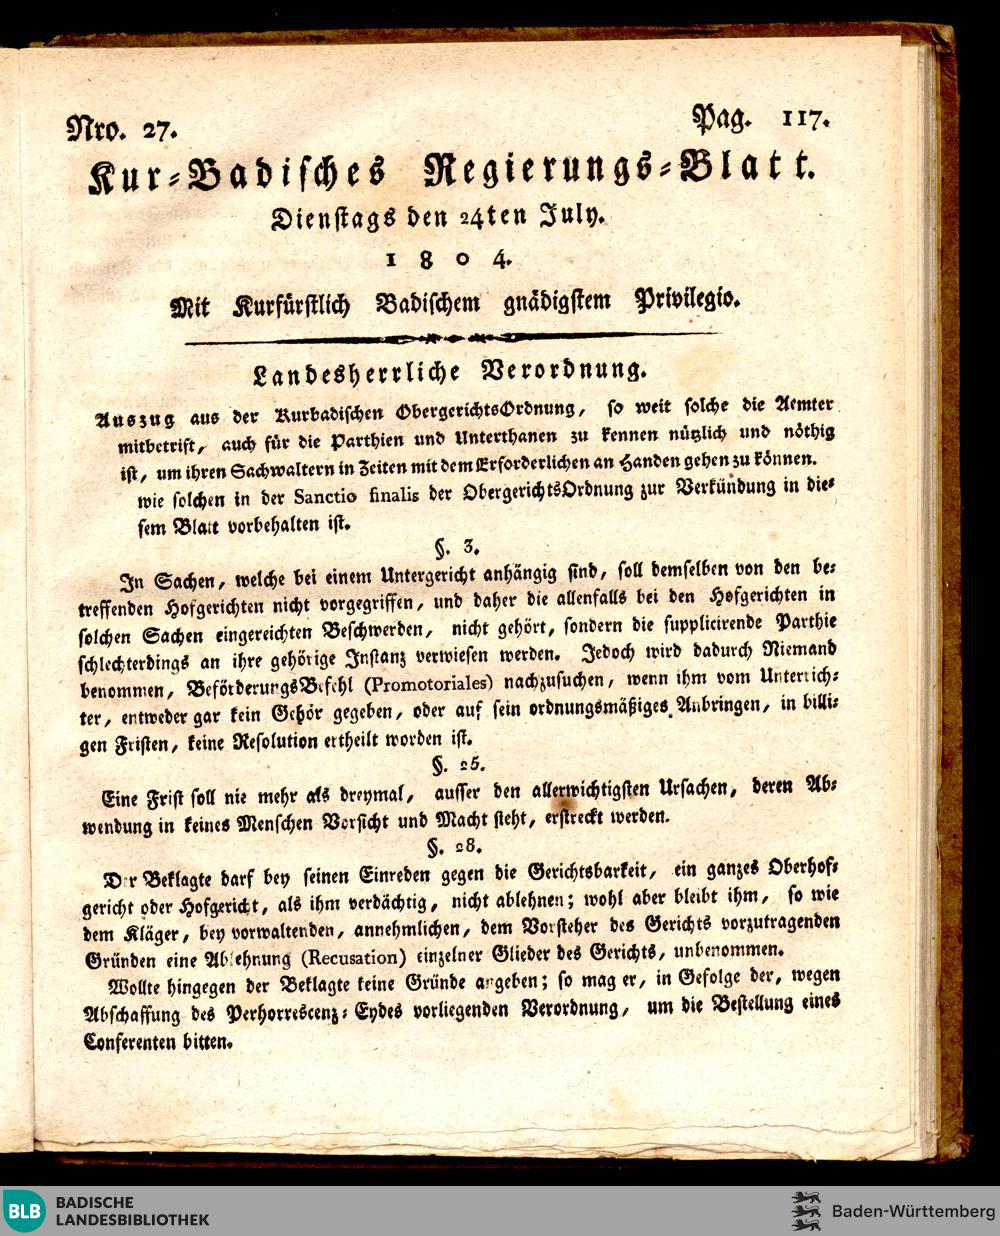 Nro. 27.
Pag. 117.
Kur-Badisches Regierungs-Blatt.
Dienstags den 24ten July.
1804.
Mit Kurfürstlich Badischem gnädigstem Privilegio.
Landesherrliche Verordnung.
Auszug aus der Kurbadischen ObergerichtsOrdnung, so weit solche die Aemter
mitbetrift, auch für die Parthien und Unterthanen zu kennen nützlich und nöthig
ist, um ihren Sachwaltern in Zeiten mit dem Erforderlichen an Handen gehen zu können.
wie solchen in der Sanctio finalis der ObergerichtsOrdnung zur Verkündung in die-
sem Blatt vorbehalten ist.
§. 3.
In Sachen, welche bei einem Untergericht anhängig sind, soll demselben von den be-
treffenden Hofgerichten nicht vorgegriffen, und daher die allenfalls bei den Hofgerichten in
solchen Sachen eingereichten Beschwerden, nicht gehört, sondern die supplicirende Parthie
schlechterdings an ihre gehörige Instanz verwiesen werden. Jedoch wird dadurch Niemand
benommen, BeförderungsBefehl (Promotoriales) nachzusuchen, wenn ihm vom Unterrich-
ter, entweder gar kein Gehör gegeben, oder auf sein ordnungsmäßiges Anbringen, in billi-
gen Fristen, keine Resolution ertheilt worden ist.
§. 25.
Eine Frist soll nie mehr als dreymal, ausser den allerwichtigsten Ursachen, deren Ab-
wendung in keines Menschen Vorsicht und Macht steht, erstreckt werden.
§. 28.
Der Beklagte darf bey seinen Einreden gegen die Gerichtsbarkeit, ein ganzes Oberhof-
gericht oder Hofgericht, als ihm verdächtig, nicht ablehnen; wohl aber bleibt ihm, so wie
dem Kläger, bey vorwaltenden, annehmlichen, dem Vorsteher des Gerichts vorzutragenden
Gründen eine Ablehnung (Recusation) einzelner Glieder des Gerichts, unbenommen.
Wollte hingegen der Beklagte keine Gründe angeben; so mag er, in Gefolge der, wegen
Abschaffung des Perhorrescenz-Eydes vorliegenden Verordnung, um die Bestellung eines
Conferenten bitten.
BLB BADISCHE
LANDESBIBLIOTHEK
Baden-Württemberg